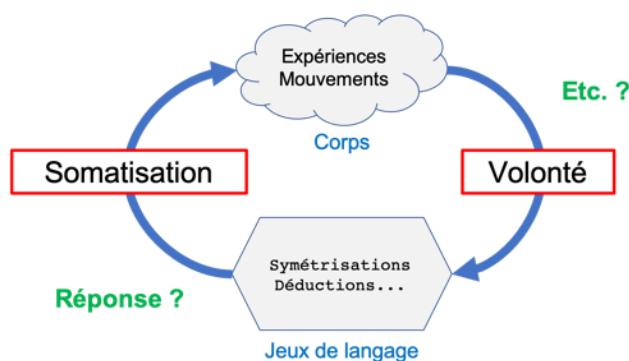 Expériences
Mouvements
Etc. ?
Corps
Somatisation
Volonté
Symétrisations
Déductions...
Réponse ?
Jeux de langage